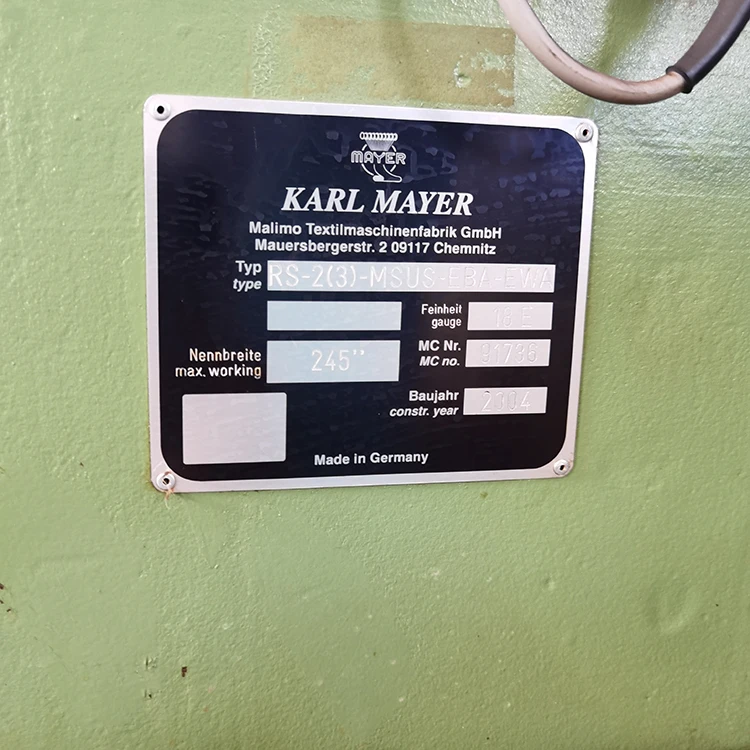 MAYER
KARL MAYER
Malimo Textilmaschinenfabrik GmbH
Mauersbergerstr. 2 09117 Chemnitz
Typ
type RS-2(3)-MSUS-EBA-EWA
Feinheit
gauge 18 E
Nennbreite
max. working 245"
MC Nr.
MC no. 91736
Baujahr
constr. year 2004
Made in Germany